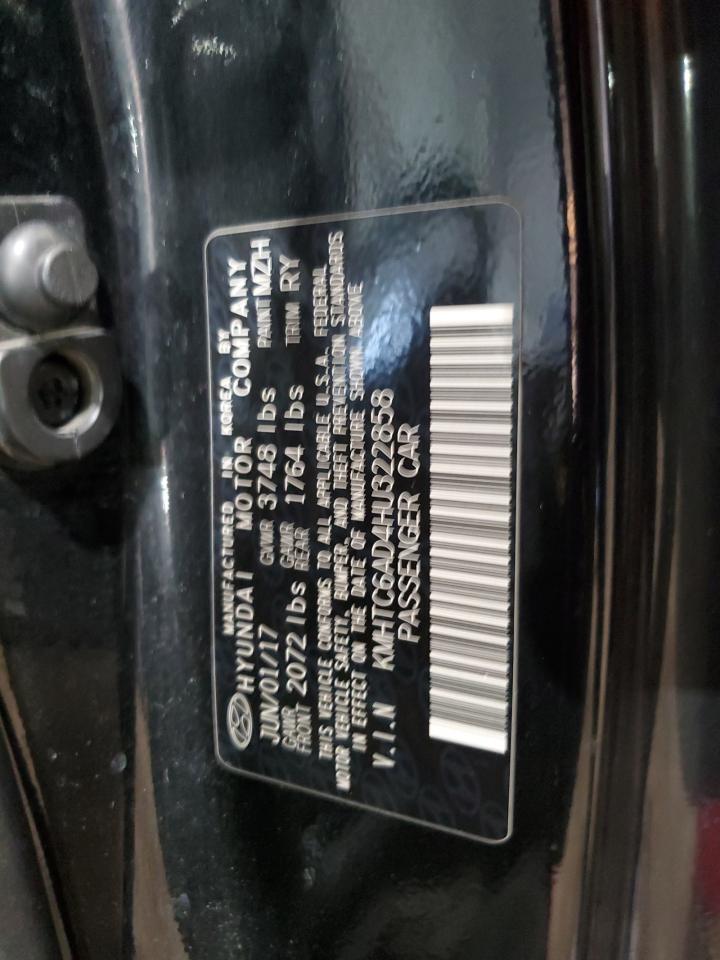 MANUFACTURED IN KOREA BY
HYUNDAI MOTOR COMPANY
JUN/01/17 GVWR 3748 lbs PAINT MZH
GAWR FRONT 2072 lbs GAWR REAR 1764 lbs TRIM RY
THIS VEHICLE CONFORMS TO ALL APPLICABLE U.S.A. FEDERAL
MOTOR VEHICLE SAFETY, BUMPER, AND THEFT PREVENTION STANDARDS
IN EFFECT ON THE DATE OF MANUFACTURE SHOWN ABOVE
V.I.N KMHTC6AD4HU322858
PASSENGER CAR